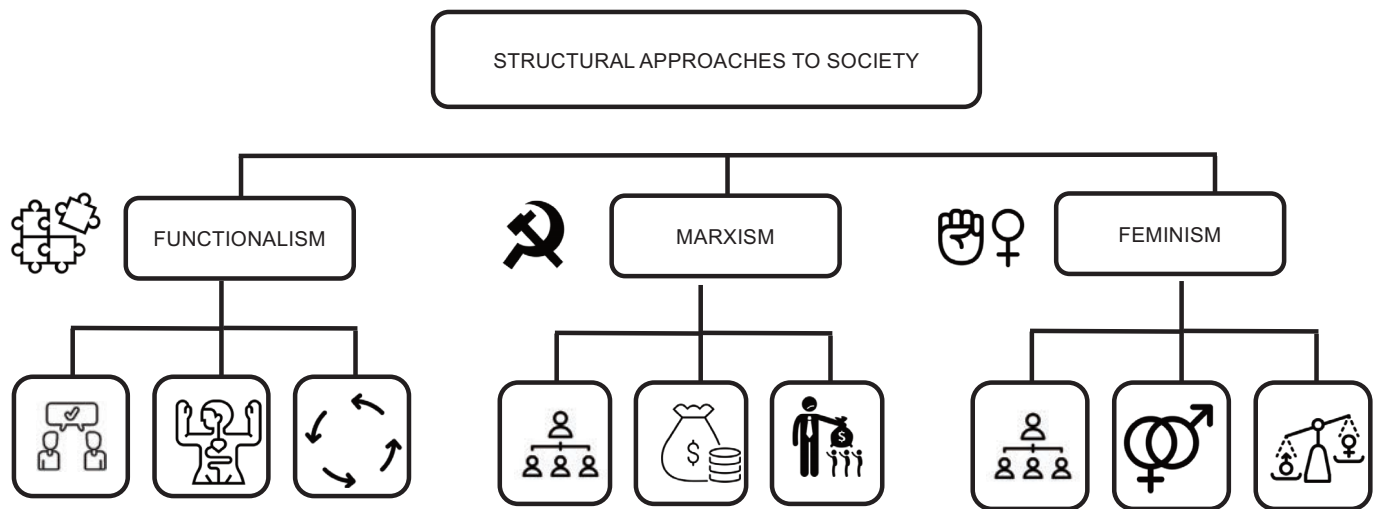 STRUCTURAL APPROACHES TO SOCIETY
FUNCTIONALISM
MARXISM
FEMINISM
$
$